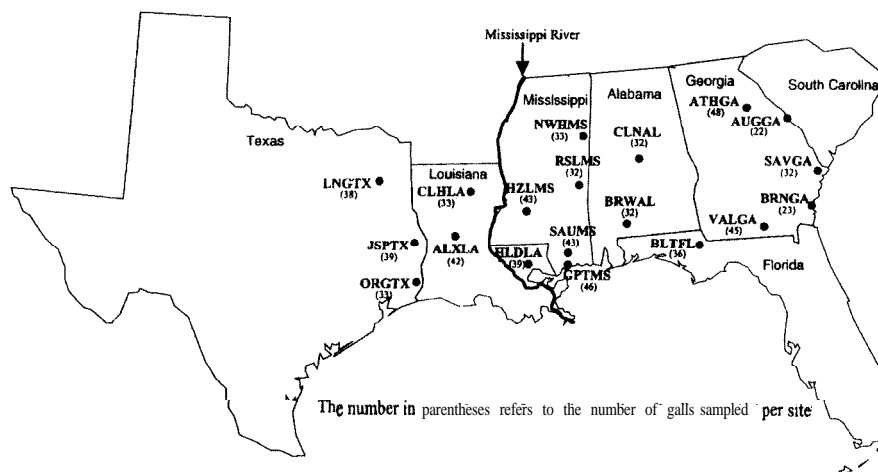 Mississippi River
Texas
Louisiana
Mississippi
Alabama
Georgia
South Carolina
Florida
LNGTX
(38)
JSPTX
(39)
ORGTX
(33)
CLHLA
(33)
ALXLA
(42)
NWHMS
(33)
RSLMS
(32)
HZLMS
(43)
SAUMS
(43)
HLDLA
(39)
GPTMS
(46)
CLNAL
(32)
BRWAL
(32)
BLTFL
(36)
ATHGA
(48)
AUGGA
(22)
SAVGA
(32)
BRNGA
(23)
VALGA
(45)
The number in parentheses refers to the number of galls sampled per site